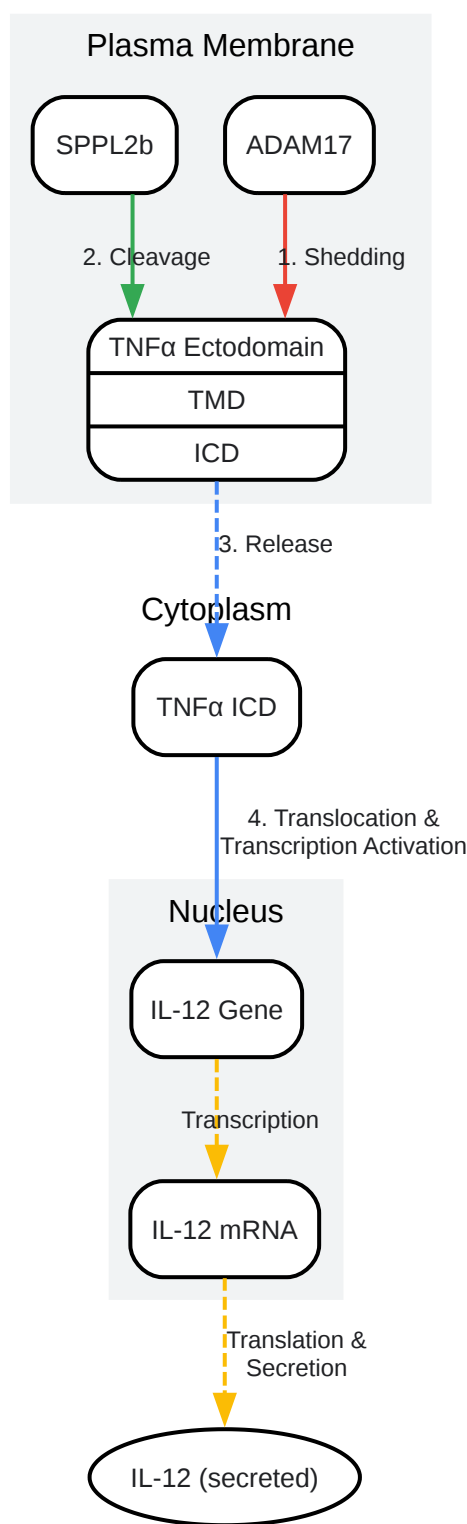 Plasma Membrane
SPPL2b
ADAM17
2. Cleavage
1. Shedding
TNFα Ectodomain
TMD
ICD
3. Release
Cytoplasm
TNFα ICD
4. Translocation &
Transcription Activation
Nucleus
IL-12 Gene
Transcription
IL-12 mRNA
Translation &
Secretion
IL-12 (secreted)